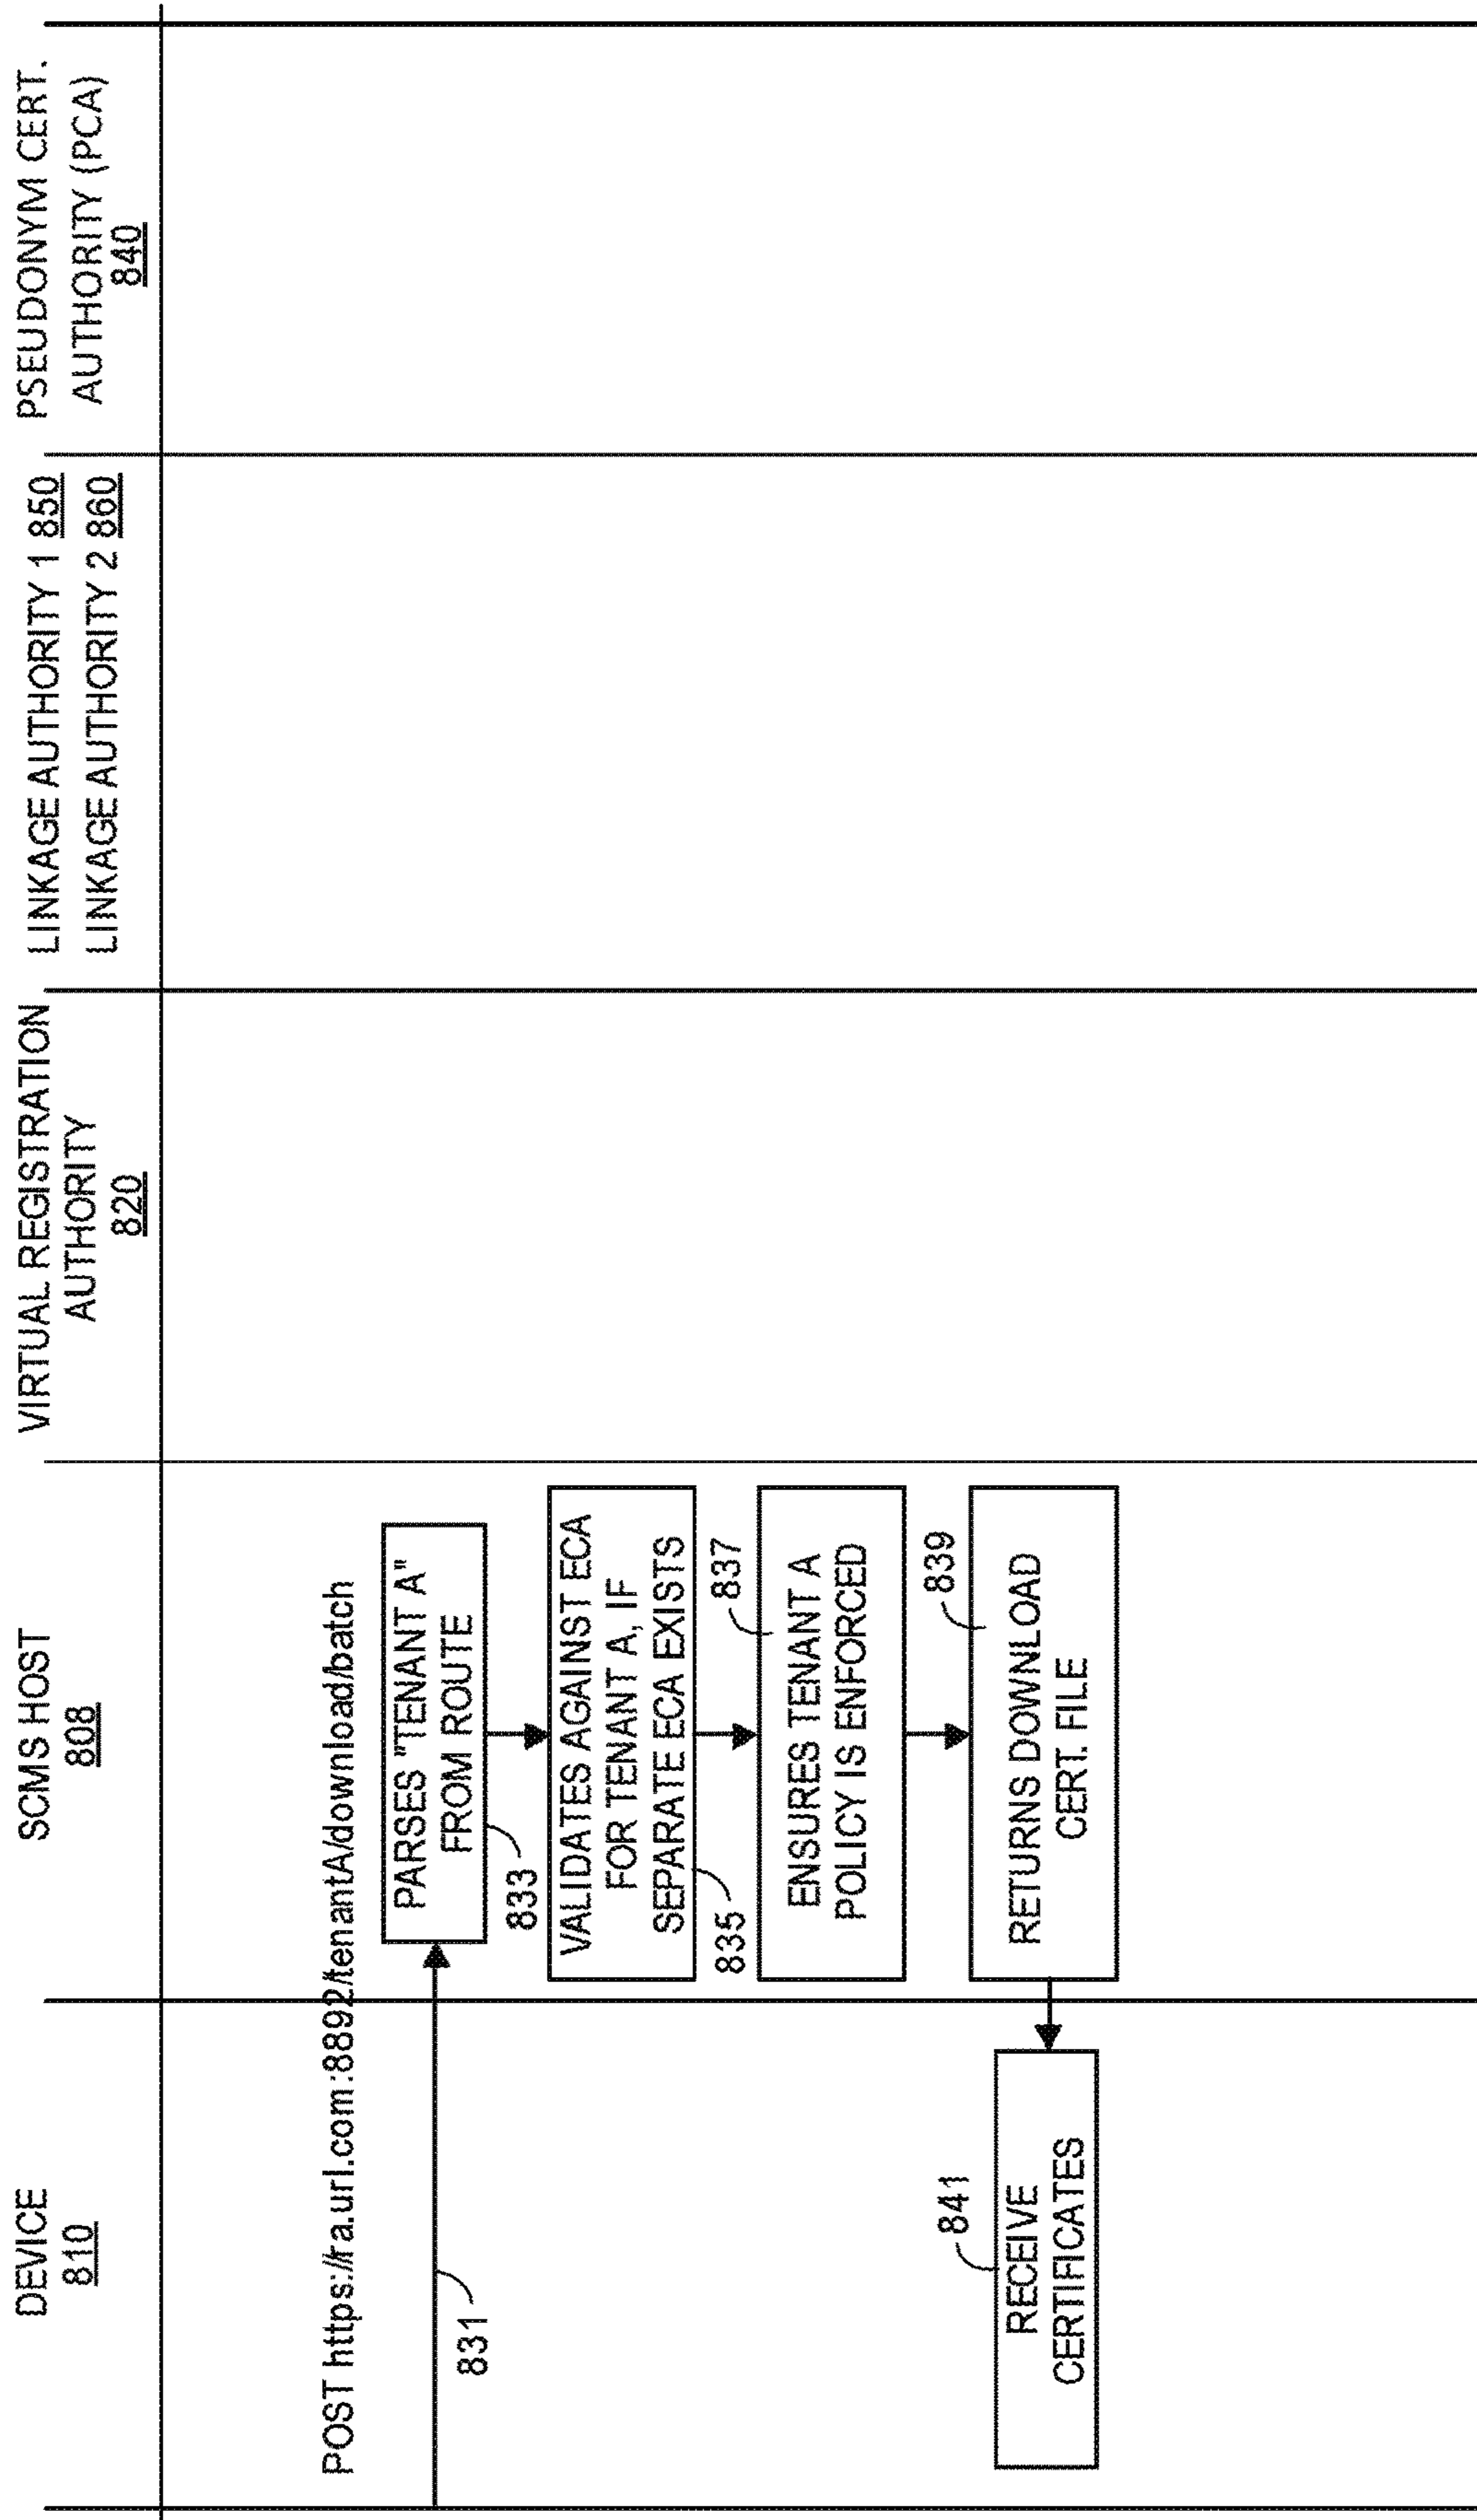 DEVICE
810
SCMS HOST
808
VIRTUAL REGISTRATION
AUTHORITY
820
LINKAGE AUTHORITY 1 850
LINKAGE AUTHORITY 2 860
PSEUDONYM CERT.
AUTHORITY (PCA)
840
POST https://ra.url.com:8892/tenantA/download/batch
831
PARSES "TENANT A"
FROM ROUTE
833
VALIDATES AGAINST ECA
FOR TENANT A, IF
SEPARATE ECA EXISTS
835
837
ENSURES TENANT A
POLICY IS ENFORCED
839
RETURNS DOWNLOAD
CERT. FILE
841
RECEIVE
CERTIFICATES